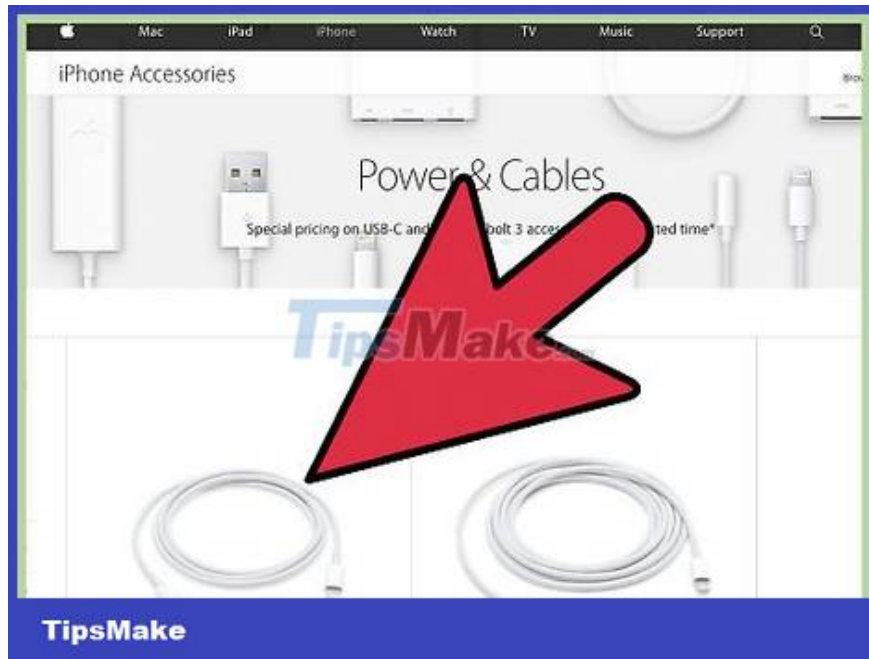 Mac iPad iPhone Watch TV Music Support
iPhone Accessories
Power & Cables
Special pricing on USB-C and bolt 3 acce ted time*
TipsMake
TipsMake